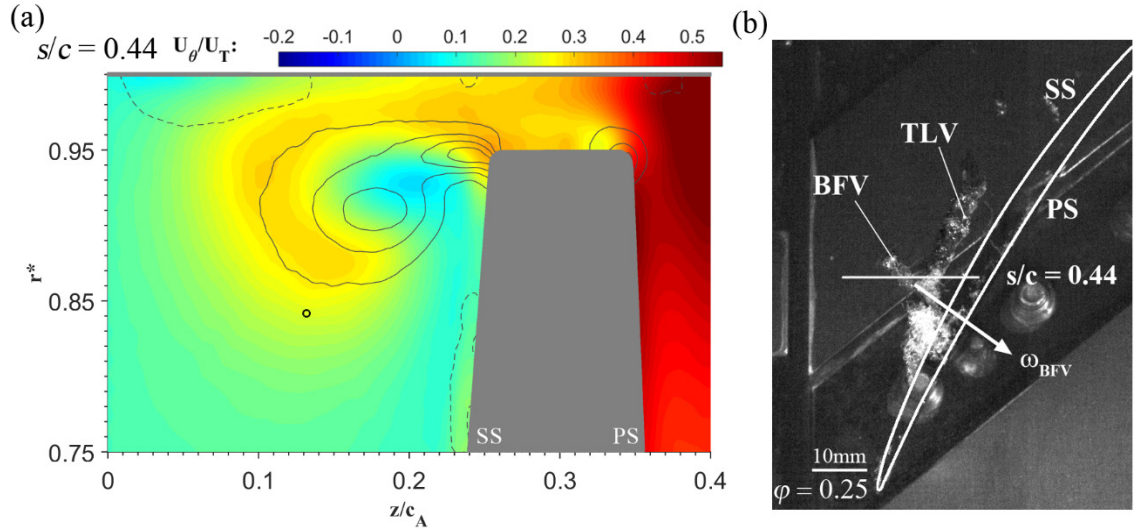 (a)
s/c = 0.44 U_θ/U_T:
-0.2 -0.1 0 0.1 0.2 0.3 0.4 0.5
r*
0.95
0.85
0.75
SS PS
0 0.1 0.2 0.3 0.4
z/c_A
(b)
SS
TLV
BFV
PS
s/c = 0.44
ω_BFV
10mm
φ = 0.25